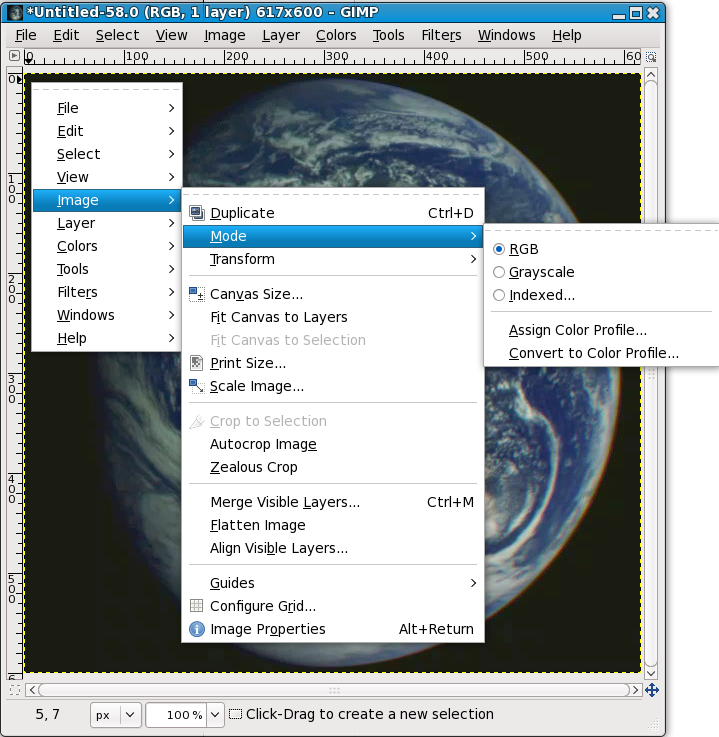 *Untitled-58.0 (RGB, 1 layer) 617x600 – GIMP
File Edit Select View Image Layer Colors Tools Filters Windows Help
0 100 200 300 400 500 60
0
100
200
300
400
500
File
Edit
Select
View
Image
Layer
Colors
Tools
Filters
Windows
Help
Duplicate Ctrl+D
Mode
Transform
Canvas Size...
Fit Canvas to Layers
Fit Canvas to Selection
Print Size...
Scale Image...
Crop to Selection
Autocrop Image
Zealous Crop
Merge Visible Layers... Ctrl+M
Flatten Image
Align Visible Layers...
Guides
Configure Grid...
Image Properties Alt+Return
RGB
Grayscale
Indexed...
Assign Color Profile...
Convert to Color Profile...
5, 7 px 100 % Click-Drag to create a new selection